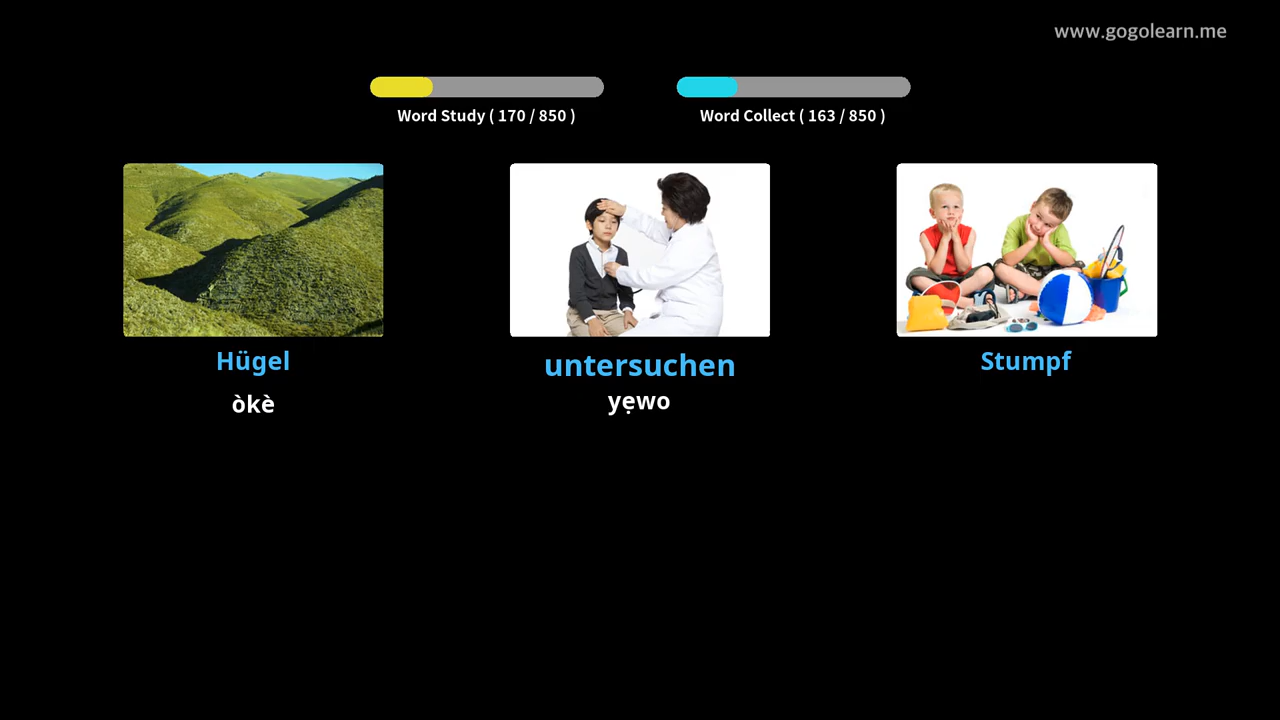 www.gogolearn.me
Word Study ( 170 / 850 )
Word Collect ( 163 / 850 )
Hügel
untersuchen
Stumpf
òkè
yẹwo